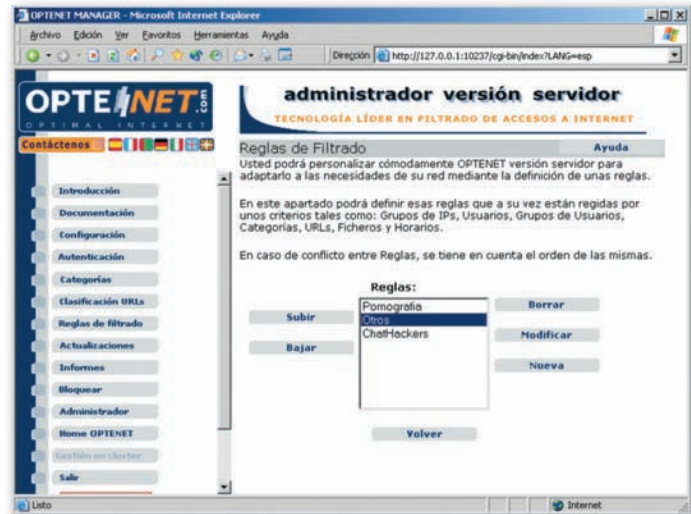 OPTENET MANAGER - Microsoft Internet Explorer
Archivo Edición Ver Favoritos Herramientas Ayuda
Dirección http://127.0.0.1:10237/cgi-bin/index?LANG=esp
OPTENET.com
OPTIMAL INTERNET
administrador versión servidor
TECNOLOGÍA LÍDER EN FILTRADO DE ACCESOS A INTERNET
Contáctenos
Reglas de Filtrado
Ayuda
Usted podrá personalizar cómodamente OPTENET versión servidor para
adaptarlo a las necesidades de su red mediante la definición de unas reglas.
En este apartado podrá definir esas reglas que a su vez están regidas por
unos criterios tales como: Grupos de IPs, Usuarios, Grupos de Usuarios,
Categorías, URLs, Ficheros y Horarios.
En caso de conflicto entre Reglas, se tiene en cuenta el orden de las mismas.
Introducción
Documentación
Configuración
Autenticación
Categorías
Clasificación URLs
Reglas de filtrado
Actualizaciones
Informes
Bloquear
Administrador
Home OPTENET
Gestión en cluster
Salir
Reglas:
Subir
Bajar
Pornografia
Otros
ChatHackers
Borrar
Modificar
Nueva
Volver
Listo
Internet